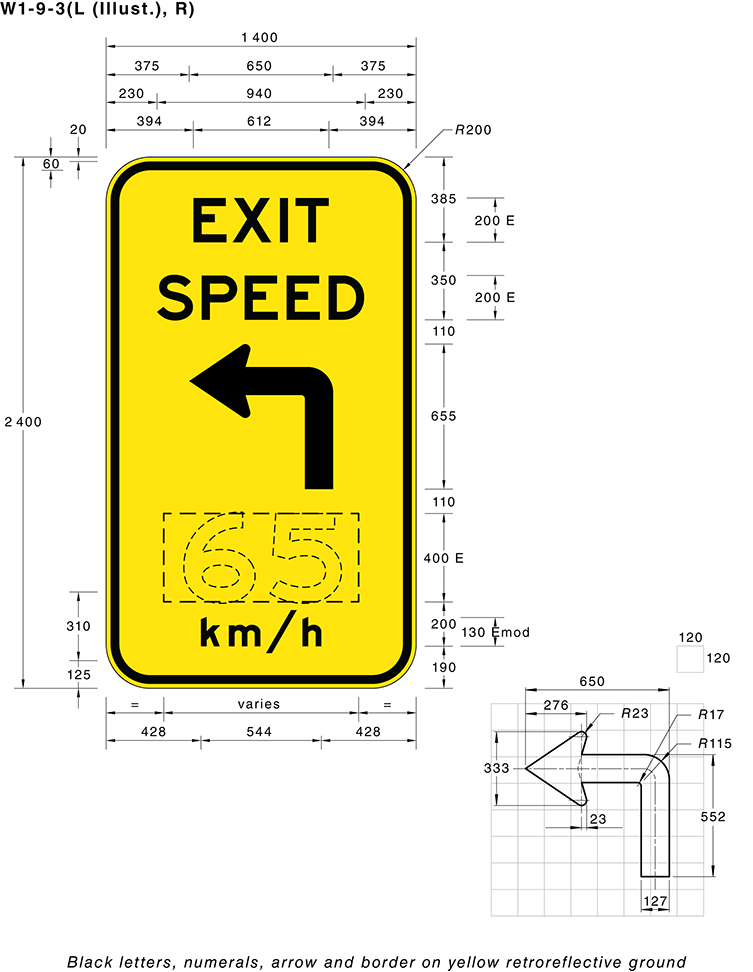 W1-9-3(L (Illust.), R)
1 400
375 650 375
230 940 230
394 612 394
20
60
R200
385
200 E
EXIT
350
200 E
SPEED
110
2 400
655
110
400 E
65
310
200
130 Emod
km/h
125
190
= varies =
428 544 428
120
120
650
276
R23
R17
R115
333
552
23
127
Black letters, numerals, arrow and border on yellow retroreflective ground